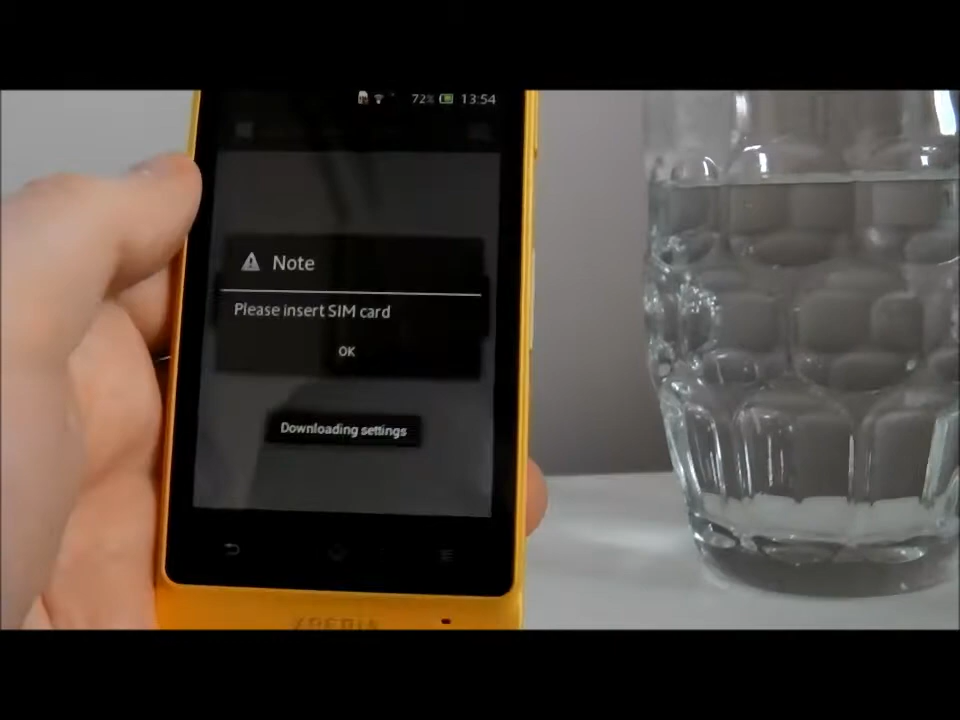 72% 13:54
Note
Please insert SIM card
OK
Downloading settings
XPERIA